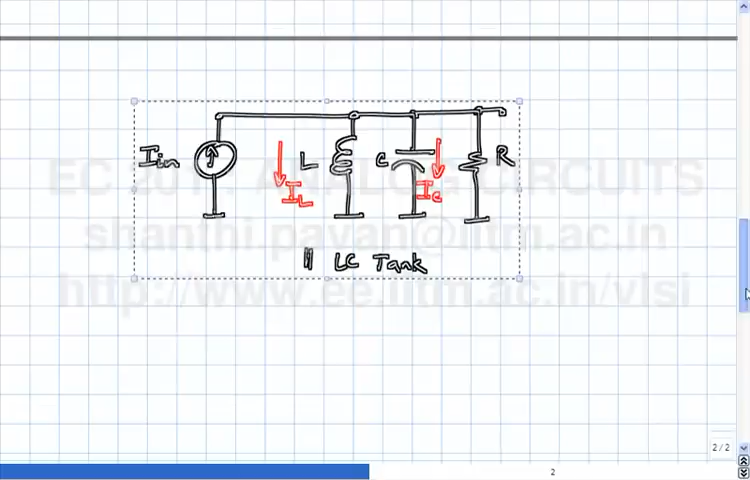 Iin L C R
IL IC
EC 201: ANALOG CIRCUITS
shanthi.pavan@iitm.ac.in
|| LC Tank
http://www.ee.iitm.ac.in/vlsi
2 / 2
2